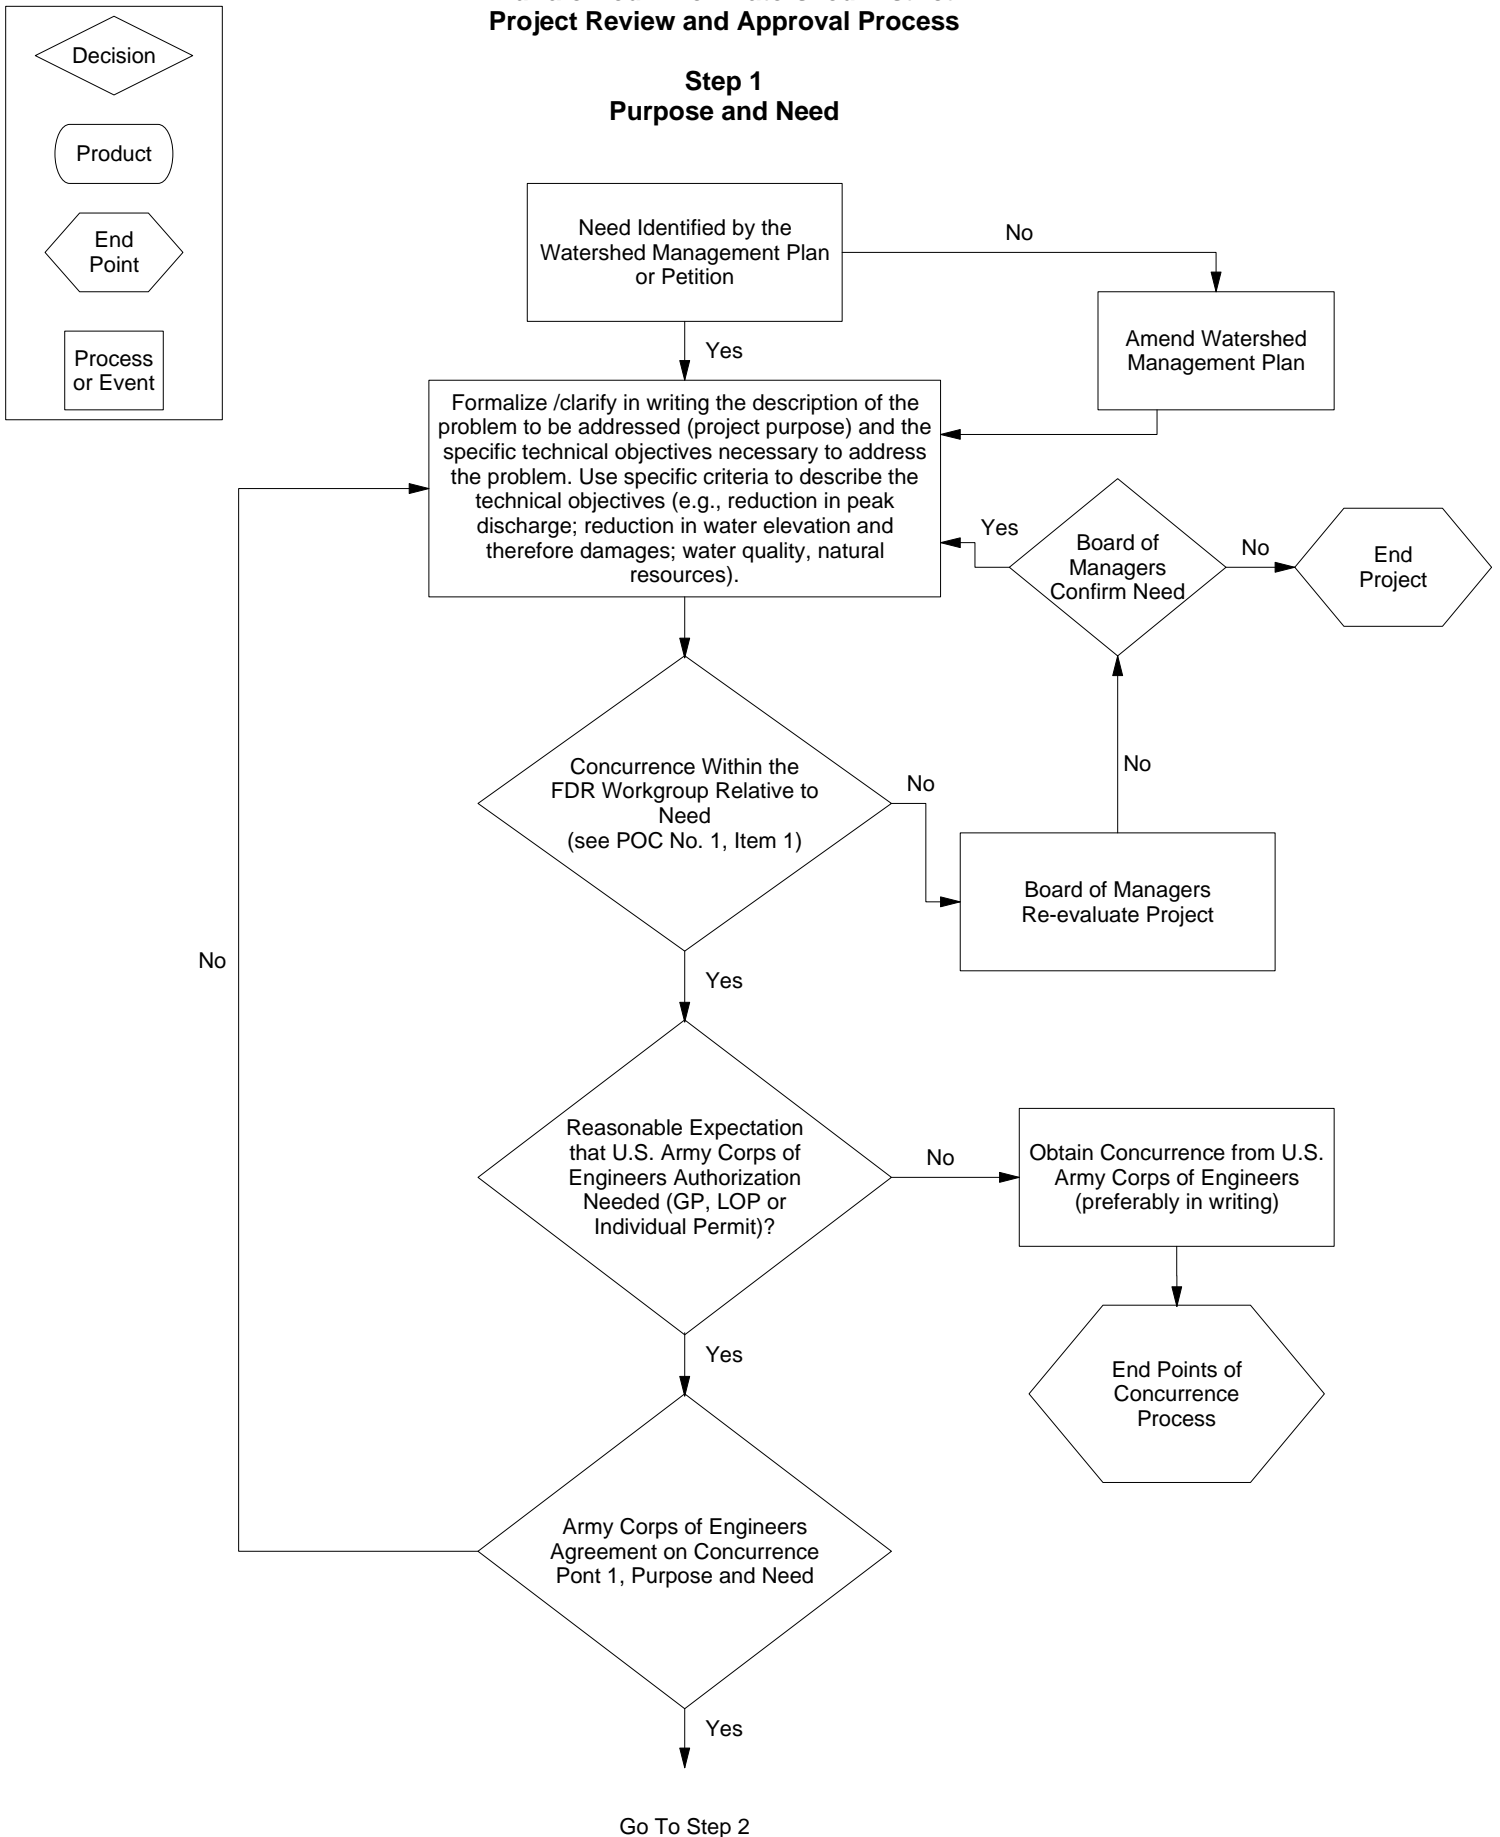 Project Review and Approval Process
Step 1
Purpose and Need
Decision
Product
End
Point
Process
or Event
Need Identified by the
Watershed Management Plan
or Petition
No
Yes
Amend Watershed
Management Plan
Formalize /clarify in writing the description of the
problem to be addressed (project purpose) and the
specific technical objectives necessary to address
the problem. Use specific criteria to describe the
technical objectives (e.g., reduction in peak
discharge; reduction in water elevation and
therefore damages; water quality, natural
resources).
Yes
Board of
Managers
Confirm Need
No
End
Project
Concurrence Within the
FDR Workgroup Relative to
Need
(see POC No. 1, Item 1)
No
No
Board of Managers
Re-evaluate Project
No
Yes
Reasonable Expectation
that U.S. Army Corps of
Engineers Authorization
Needed (GP, LOP or
Individual Permit)?
No
Obtain Concurrence from U.S.
Army Corps of Engineers
(preferably in writing)
Yes
End Points of
Concurrence
Process
Army Corps of Engineers
Agreement on Concurrence
Pont 1, Purpose and Need
Yes
Go To Step 2